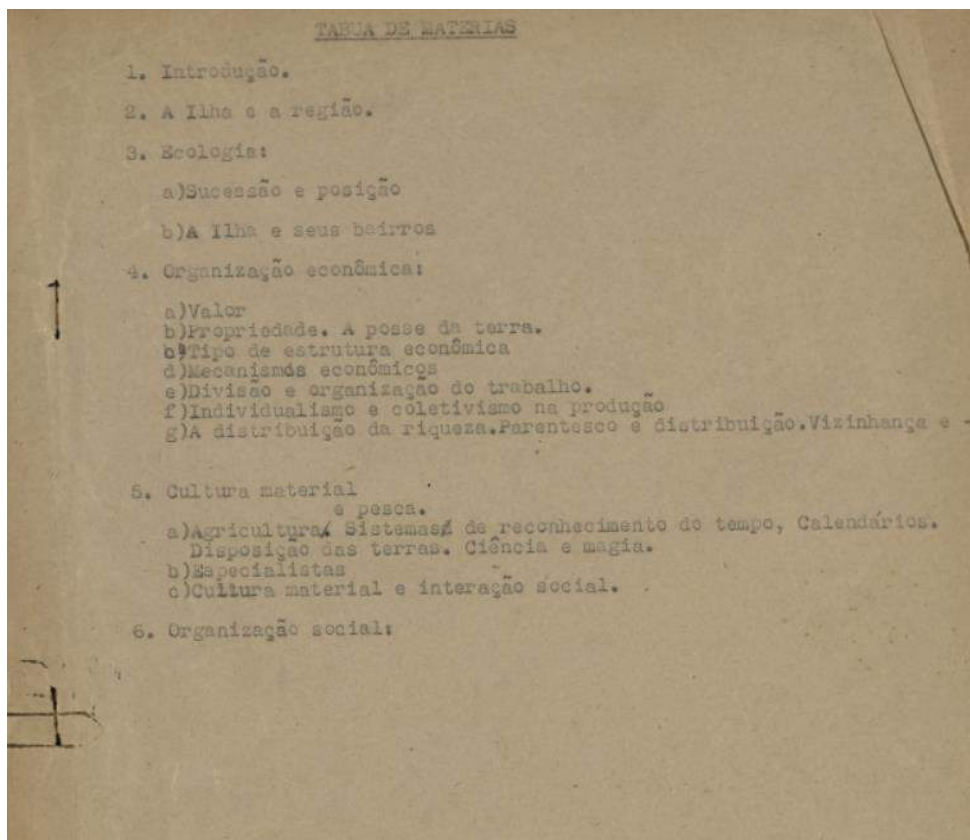 TABUA DE MATERIAS
1. Introdução.
2. A Ilha e a região.
3. Ecologia:
a)Sucessão e posição
b)A Ilha e seus bairros
4. Organização econômica:
a)Valor
b)Propriedade. A posse da terra.
c)Tipo de estrutura econômica
d)Mecanismos econômicos
e)Divisão e organização do trabalho.
f)Individualismo e coletivismo na produção
g)A distribuição da riqueza.Parentesco e distribuição.Vizinhança e
5. Cultura material
e pesca.
a)Agricultura Sistemas de reconhecimento do tempo, Calendários.
Disposição das terras. Ciência e magia.
b)Especialistas
c)Cultura material e interação social.
6. Organização social: